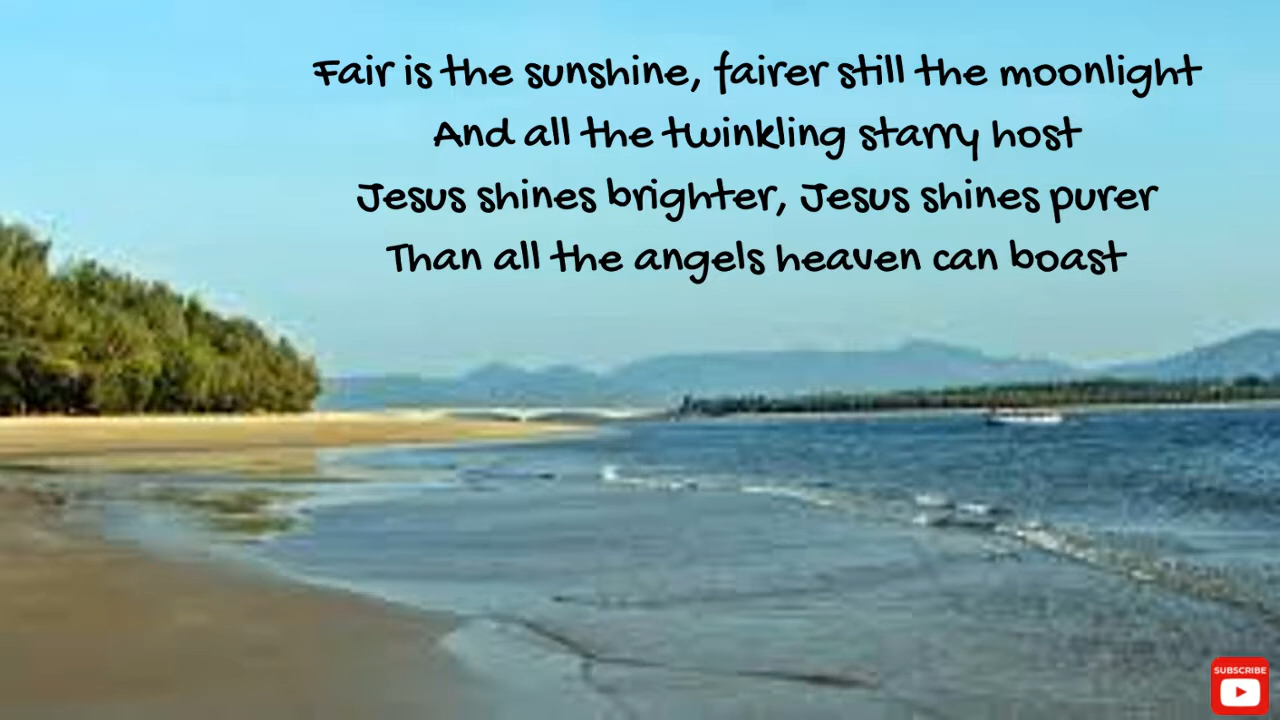 Fair is the sunshine, fairer still the moonlight
And all the twinkling starry host
Jesus shines brighter, Jesus shines purer
Than all the angels heaven can boast
SUBSCRIBE